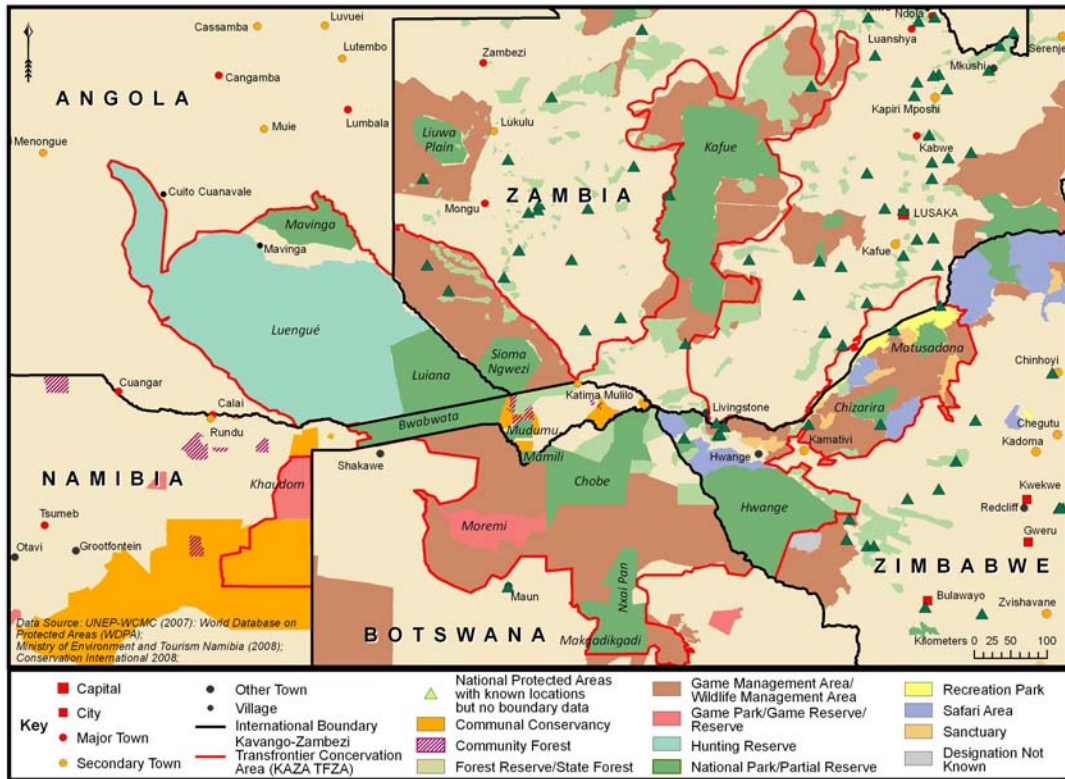 Cassamba
Luvuei
Lutembo
Cangamba
ANGOLA
Lumbala
Muie
Menongue
Cuito Cuanavale
Mavinga
Mavinga
Luengué
Luiana
Cuangar
Calai
Rundu
Bwabwata
Zambezi
Lukulu
Liuwa
Plain
ZAMBIA
Mongu
Kafue
Sioma
Ngwezi
Katima Mulilo
Ndola
Luanshya
Serenje
Mkushi
Kapiri Mposhi
Kabwe
LUSAKA
Kafue
Matusadona
Chinhoyi
Chizarira
Chegutu
Kadoma
Livingstone
Kamativi
Hwange
Hwange
Kwekwe
Redcliff
Gweru
ZIMBABWE
Bulawayo
Zvishavane
Mudumu
Mamili
Shakawe
Chobe
NAMIBIA
Khaudom
Tsumeb
Otavi
Grootfontein
Moremi
Maun
Nxai Pan
Makgadikgadi
BOTSWANA
Data Source: UNEP-WCMC (2007): World Database on
Protected Areas (WDPA);
Ministry of Environment and Tourism Namibia (2008);
Conservation International 2008;
Kilometers
0 25 50 100
Key
Capital
City
Major Town
Secondary Town
Other Town
Village
International Boundary
Kavango-Zambezi
Transfrontier Conservation
Area (KAZA TFZA)
National Protected Areas
with known locations
but no boundary data
Communal Conservancy
Community Forest
Forest Reserve/State Forest
Game Management Area/
Wildlife Management Area
Game Park/Game Reserve/
Reserve
Hunting Reserve
National Park/Partial Reserve
Recreation Park
Safari Area
Sanctuary
Designation Not
Known